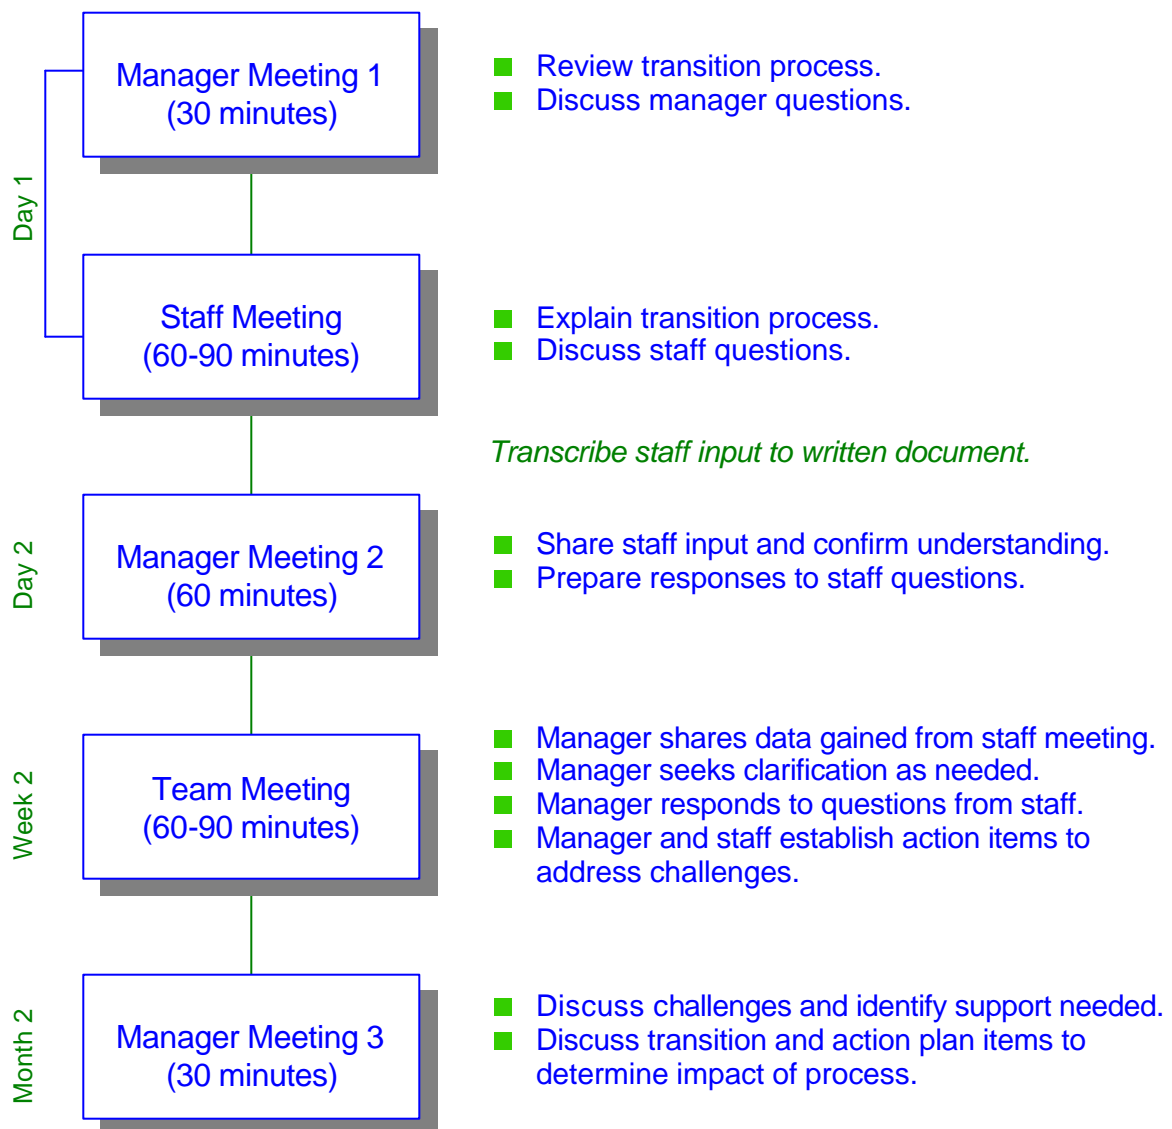 Day 1
Manager Meeting 1
(30 minutes)
Review transition process.
Discuss manager questions.
Staff Meeting
(60-90 minutes)
Explain transition process.
Discuss staff questions.
Transcribe staff input to written document.
Day 2
Manager Meeting 2
(60 minutes)
Share staff input and confirm understanding.
Prepare responses to staff questions.
Week 2
Team Meeting
(60-90 minutes)
Manager shares data gained from staff meeting.
Manager seeks clarification as needed.
Manager responds to questions from staff.
Manager and staff establish action items to
address challenges.
Month 2
Manager Meeting 3
(30 minutes)
Discuss challenges and identify support needed.
Discuss transition and action plan items to
determine impact of process.